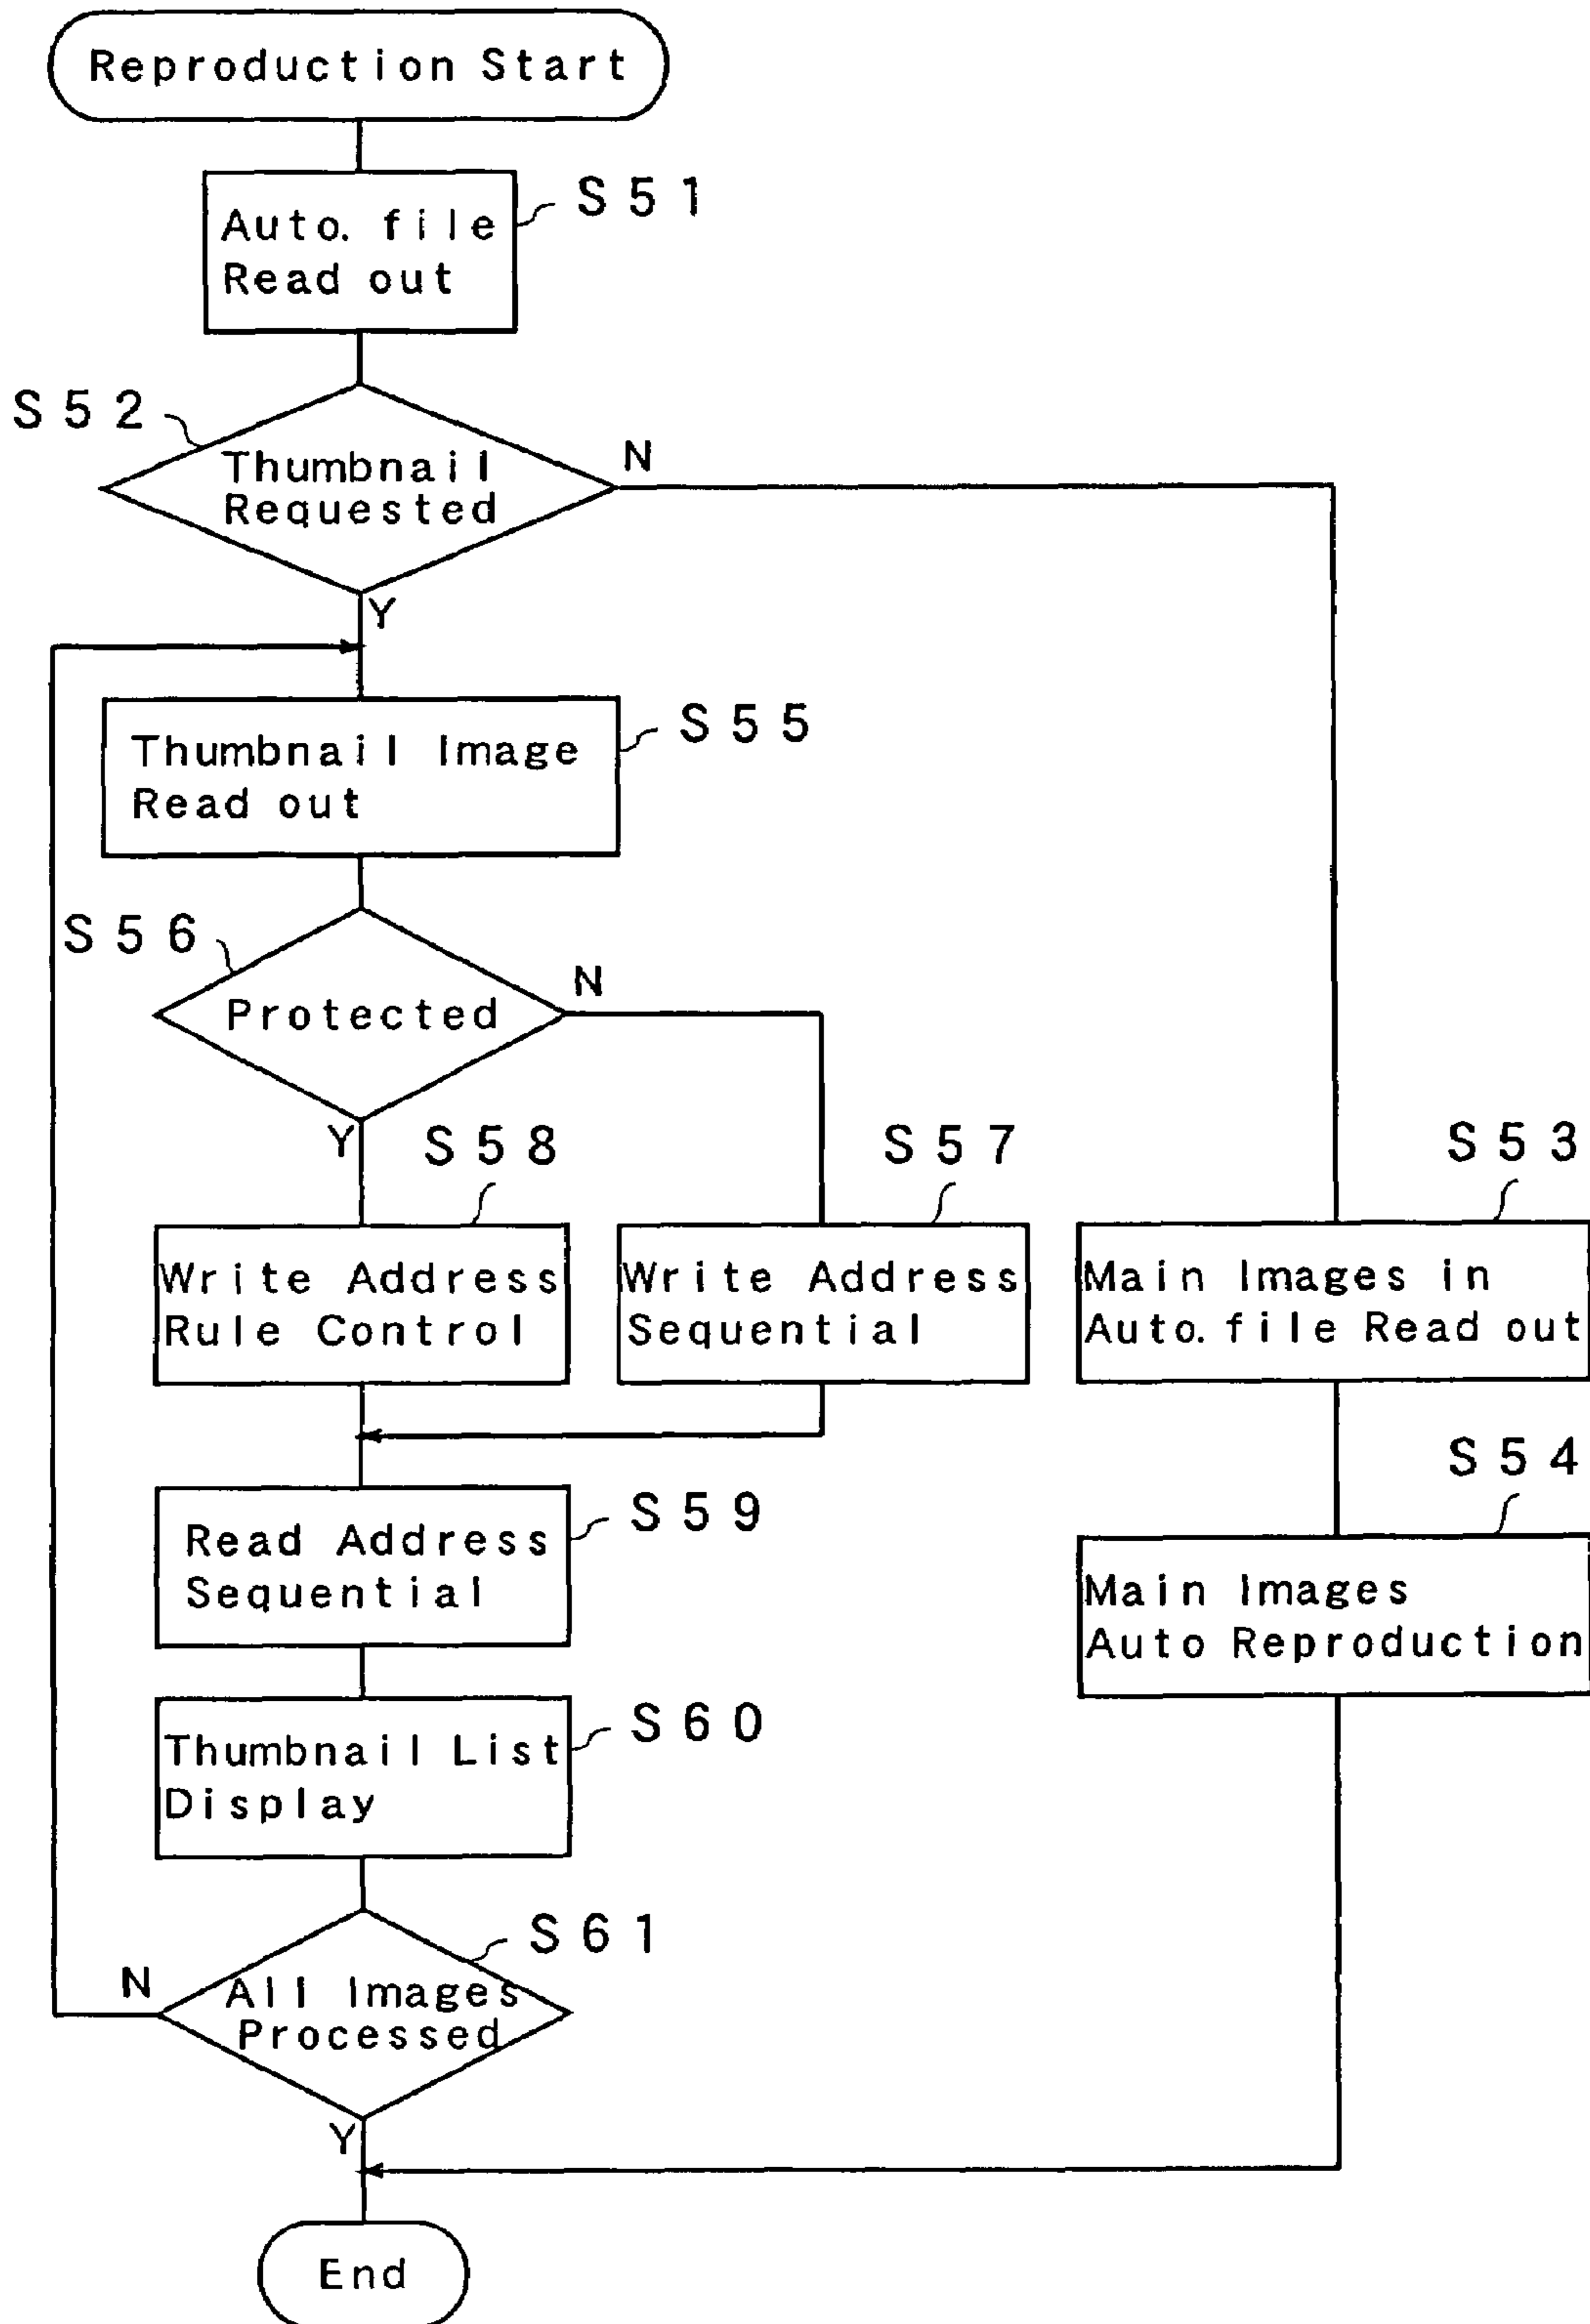 Reproduction Start
S51
Auto. file
Read out
S52
Thumbnail
Requested
N
Y
S55
Thumbnail Image
Read out
S56
Protected
N
Y
S58
S57
S53
Write Address
Rule Control
Write Address
Sequential
Main Images in
Auto. file Read out
S54
S59
Read Address
Sequential
Main Images
Auto Reproduction
S60
Thumbnail List
Display
S61
N
All Images
Processed
Y
End